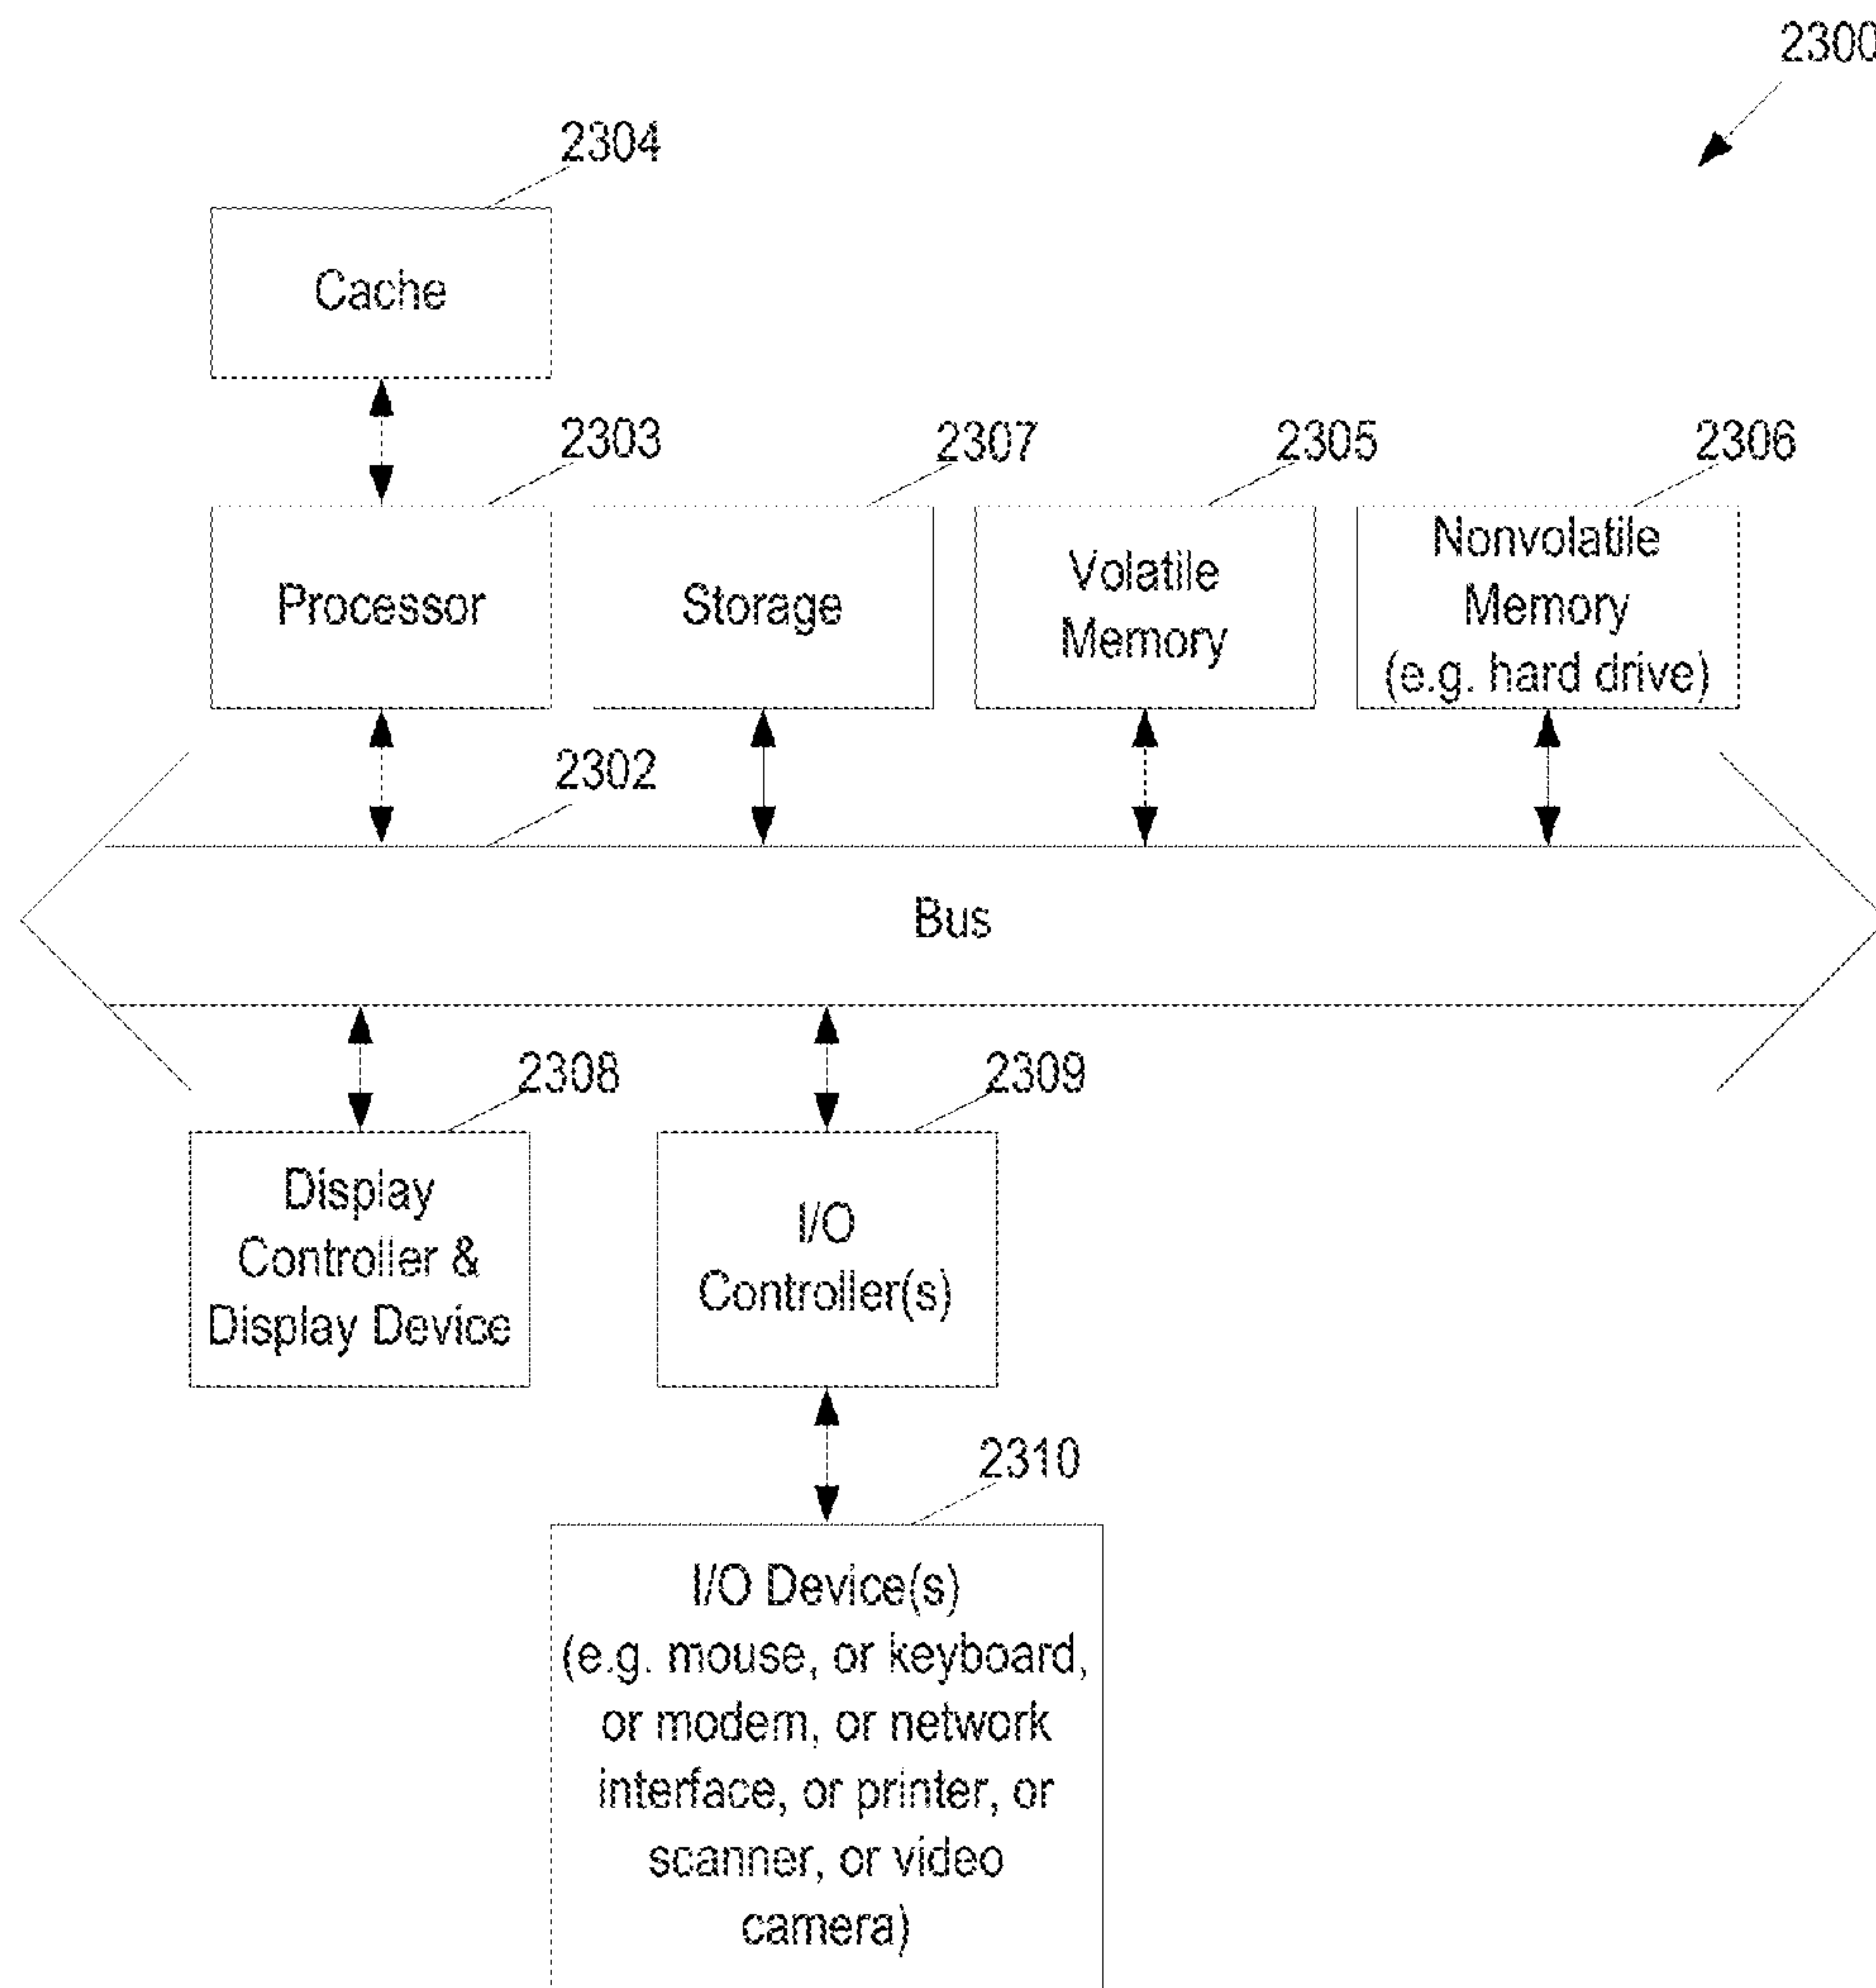 2300
2304
Cache
2303
2307
2305
2306
Processor
Storage
Volatile
Memory
Nonvolatile
Memory
(e.g. hard drive)
2302
Bus
2308
2309
Display
Controller &
Display Device
I/O
Controller(s)
2310
I/O Device(s)
(e.g. mouse, or keyboard,
or modem, or network
interface, or printer, or
scanner, or video
camera)